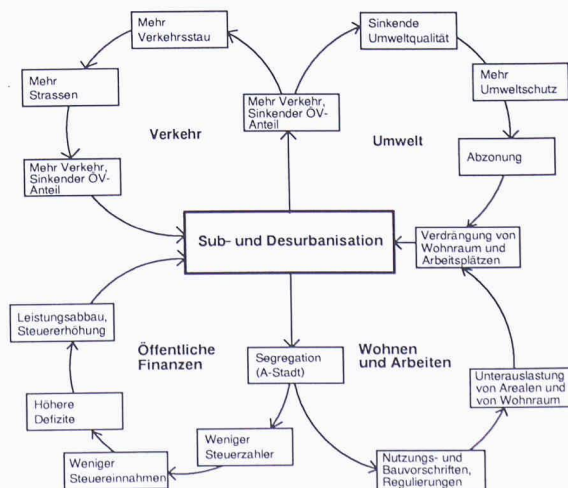 Mehr
Verkehrsstau
Sinkende
Umweltqualität
Mehr
Strassen
Mehr
Umweltschutz
Mehr Verkehr,
Sinkender ÖV-
Anteil
Verkehr
Umwelt
Abzonung
Mehr Verkehr,
Sinkender ÖV-
Anteil
Sub- und Desurbanisation
Verdrängung von
Wohnraum und
Arbeitsplätzen
Leistungsabbau,
Steuererhöhung
Öffentliche
Finanzen
Segregation
(A-Stadt)
Wohnen
und Arbeiten
Unterauslastung
von Arealen und
von Wohnraum
Höhere
Defizite
Weniger
Steuerzahler
Weniger
Steuereinnahmen
Nutzungs- und
Bauvorschriften,
Regulierungen